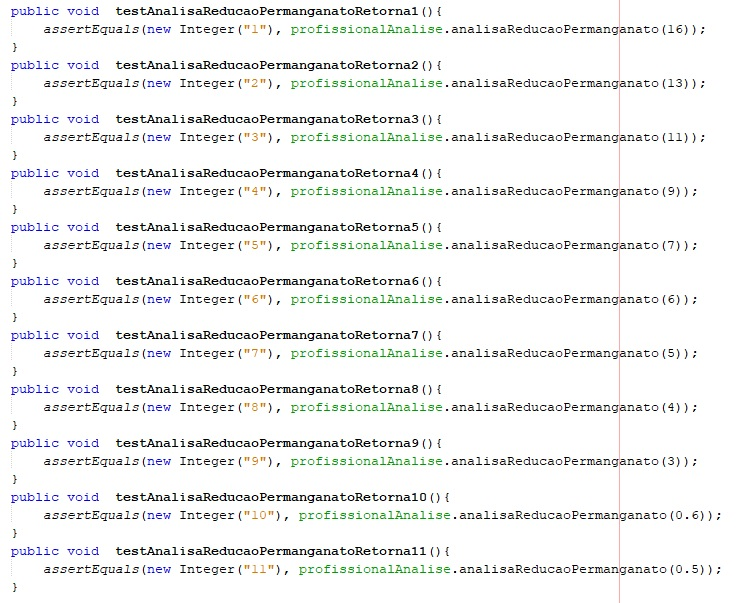 public void  testAnalisaReducaoPermanganatoRetorna1(){
    assertEquals(new Integer("1"), profissionalAnalise.analisaReducaoPermanganato(16));
}
public void  testAnalisaReducaoPermanganatoRetorna2(){
    assertEquals(new Integer("2"), profissionalAnalise.analisaReducaoPermanganato(13));
}
public void  testAnalisaReducaoPermanganatoRetorna3(){
    assertEquals(new Integer("3"), profissionalAnalise.analisaReducaoPermanganato(11));
}
public void  testAnalisaReducaoPermanganatoRetorna4(){
    assertEquals(new Integer("4"), profissionalAnalise.analisaReducaoPermanganato(9));
}
public void  testAnalisaReducaoPermanganatoRetorna5(){
    assertEquals(new Integer("5"), profissionalAnalise.analisaReducaoPermanganato(7));
}
public void  testAnalisaReducaoPermanganatoRetorna6(){
    assertEquals(new Integer("6"), profissionalAnalise.analisaReducaoPermanganato(6));
}
public void  testAnalisaReducaoPermanganatoRetorna7(){
    assertEquals(new Integer("7"), profissionalAnalise.analisaReducaoPermanganato(5));
}
public void  testAnalisaReducaoPermanganatoRetorna8(){
    assertEquals(new Integer("8"), profissionalAnalise.analisaReducaoPermanganato(4));
}
public void  testAnalisaReducaoPermanganatoRetorna9(){
    assertEquals(new Integer("9"), profissionalAnalise.analisaReducaoPermanganato(3));
}
public void  testAnalisaReducaoPermanganatoRetorna10(){
    assertEquals(new Integer("10"), profissionalAnalise.analisaReducaoPermanganato(0.6));
}
public void  testAnalisaReducaoPermanganatoRetorna11(){
    assertEquals(new Integer("11"), profissionalAnalise.analisaReducaoPermanganato(0.5));
}